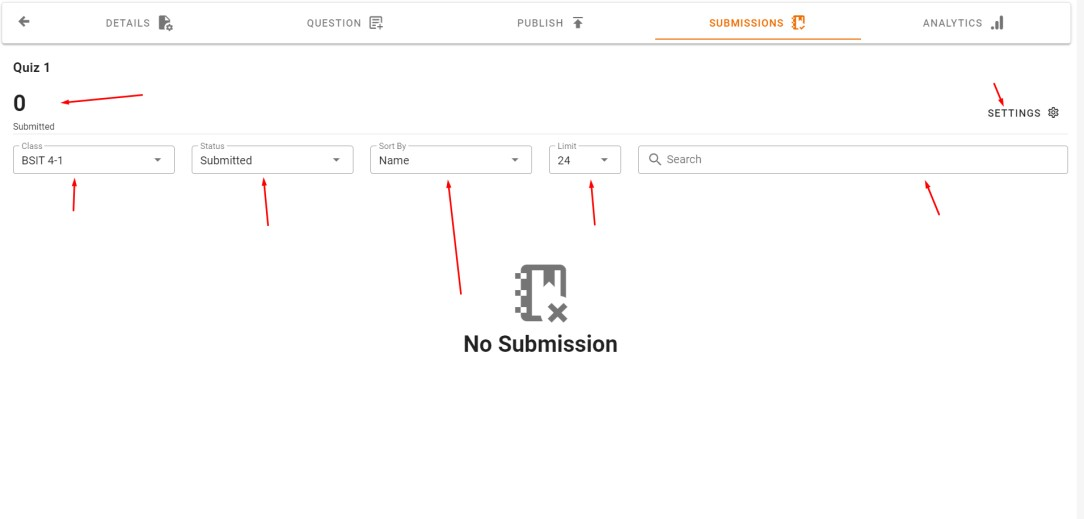 DETAILS QUESTION PUBLISH SUBMISSIONS ANALYTICS
Quiz 1
0
Submitted
SETTINGS
Class Status Sort By Limit
BSIT 4-1 Submitted Name 24 Search
No Submission